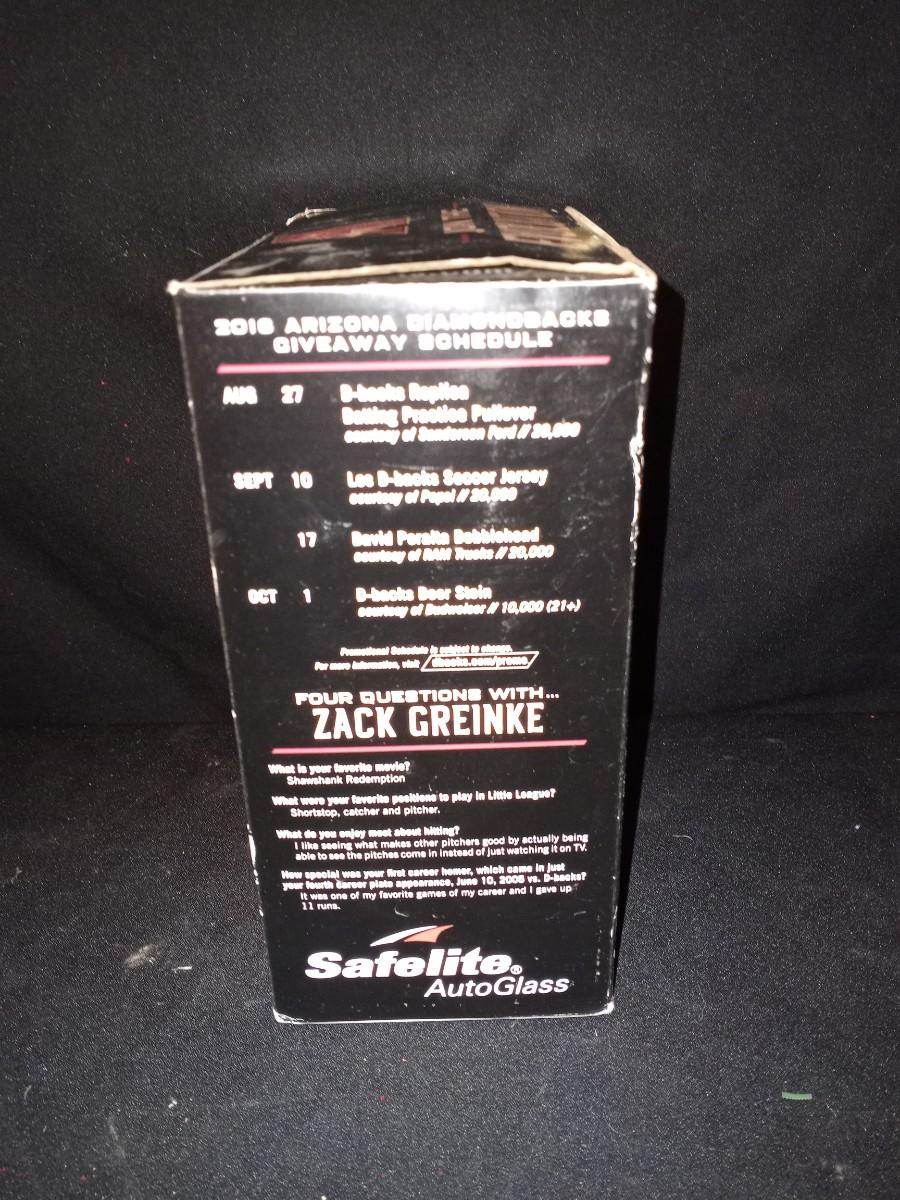 2016 ARIZONA DIAMONDBACKS
GIVEAWAY SCHEDULE
AUG 27 D-backs Replica
Batting Practice Pullover
courtesy of Sanderson Ford // 20,000
SEPT 10 Los D-backs Soccer Jersey
courtesy of Pepsi // 20,000
17 David Peralta Bobblehead
courtesy of RAM Trucks // 20,000
OCT 1 D-backs Beer Stein
courtesy of Budweiser // 10,000 (21+)
Promotional Schedule is subject to change.
For more information, visit dbacks.com/promo.
FOUR QUESTIONS WITH...
ZACK GREINKE
What is your favorite movie?
Shawshank Redemption
What were your favorite positions to play in Little League?
Shortstop, catcher and pitcher.
What do you enjoy most about hitting?
I like seeing what makes other pitchers good by actually being
able to see the pitches come in instead of just watching it on TV.
How special was your first career homer, which came in just
your fourth career plate appearance, June 10, 2005 vs. D-backs?
It was one of my favorite games of my career and I gave up
11 runs.
Safelite®
AutoGlass